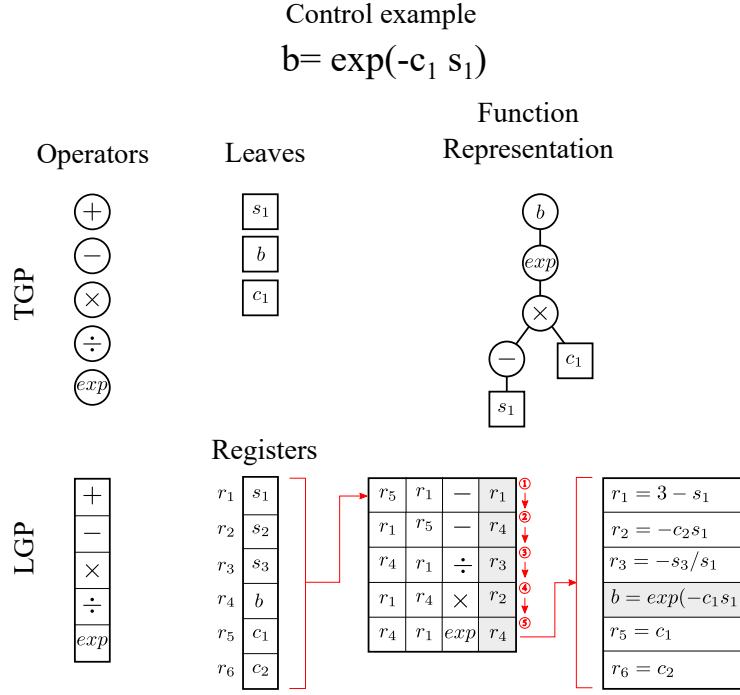 Control example
b= exp(-c₁ s₁)
Function
Representation
Operators
Leaves
TGP
+
−
×
÷
exp
s₁
b
c₁
b
exp
×
−
c₁
s₁
Registers
LGP
+
−
×
÷
exp
r₁ s₁
r₂ s₂
r₃ s₃
r₄ b
r₅ c₁
r₆ c₂
r₅ r₁ − r₁ ①
r₁ r₅ − r₄ ②
r₄ r₁ ÷ r₃ ③
r₁ r₄ × r₂ ④
r₄ r₁ exp r₄ ⑤
r₁ = 3 − s₁
r₂ = −c₂s₁
r₃ = −s₃/s₁
b = exp(−c₁s₁
r₅ = c₁
r₆ = c₂